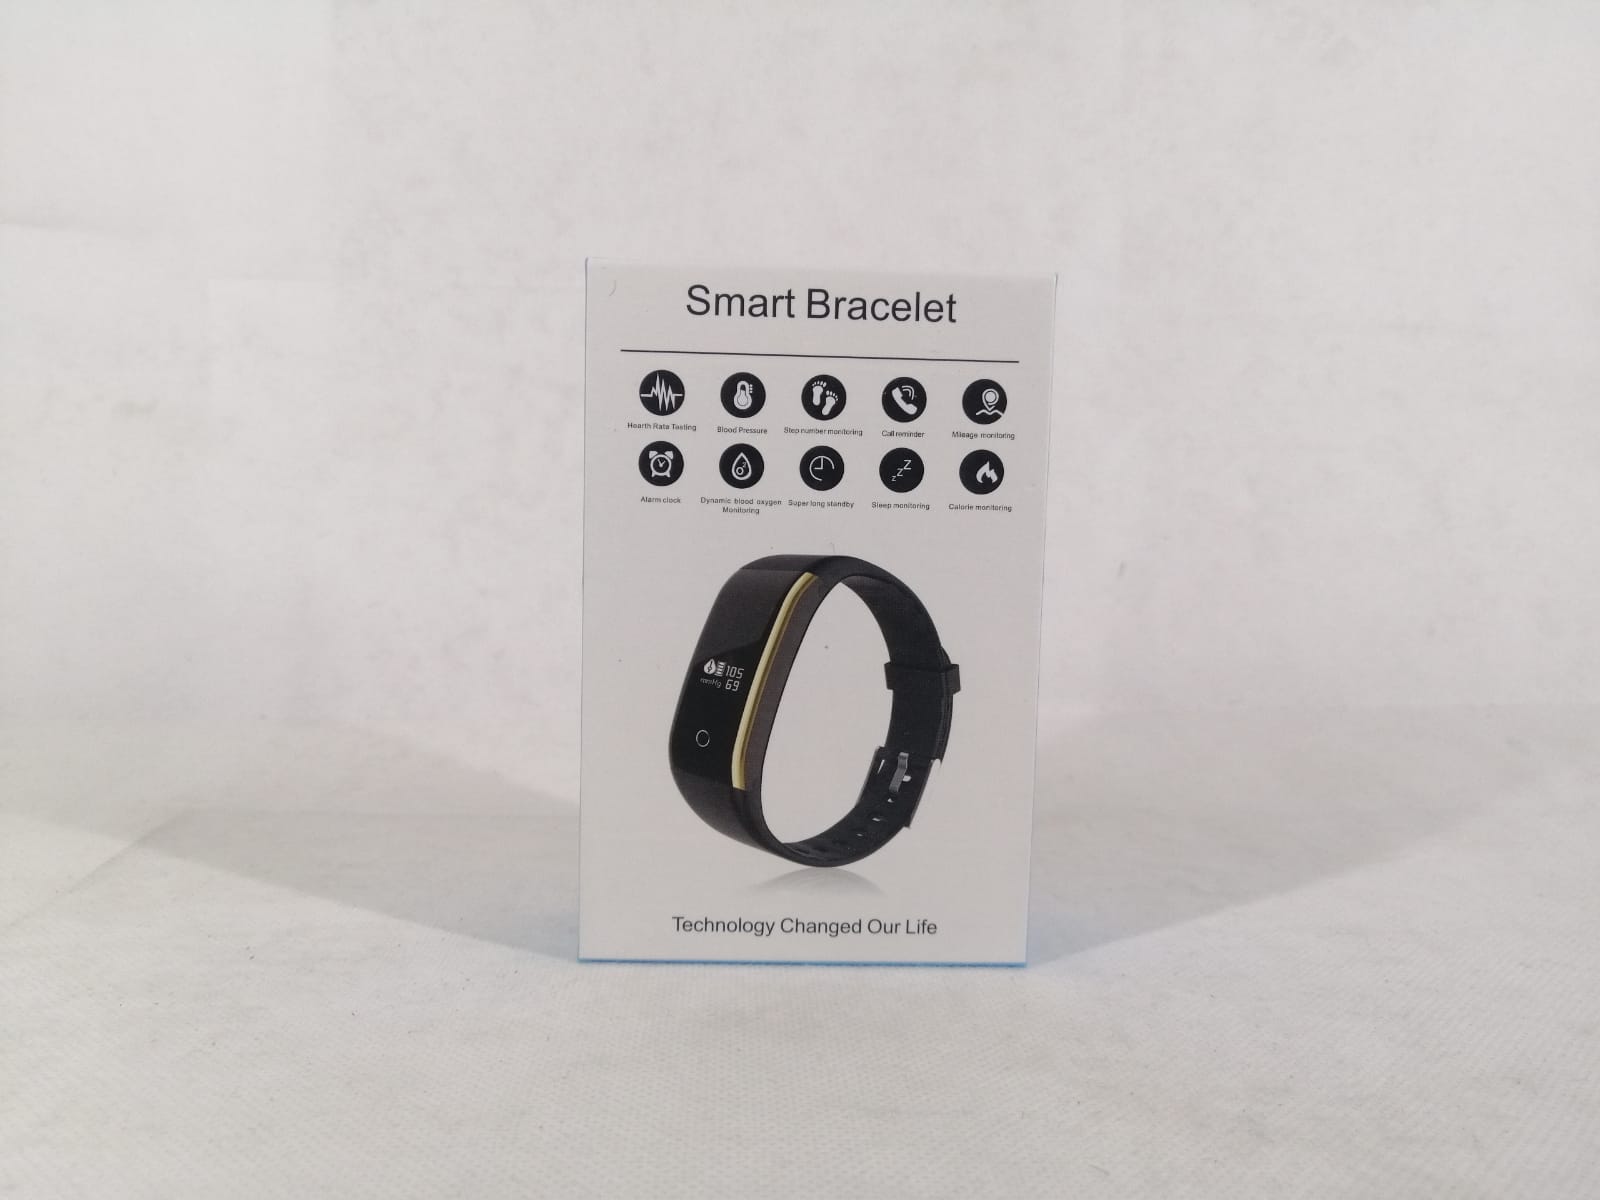 Smart Bracelet
Hearth Rate Testing
Blood Pressure
Step number monitoring
Call reminder
Mileage monitoring
Alarm clock
Dynamic blood oxygen
Monitoring
Super long standby
Sleep monitoring
Calorie monitoring
105
mmHg 69
Technology Changed Our Life